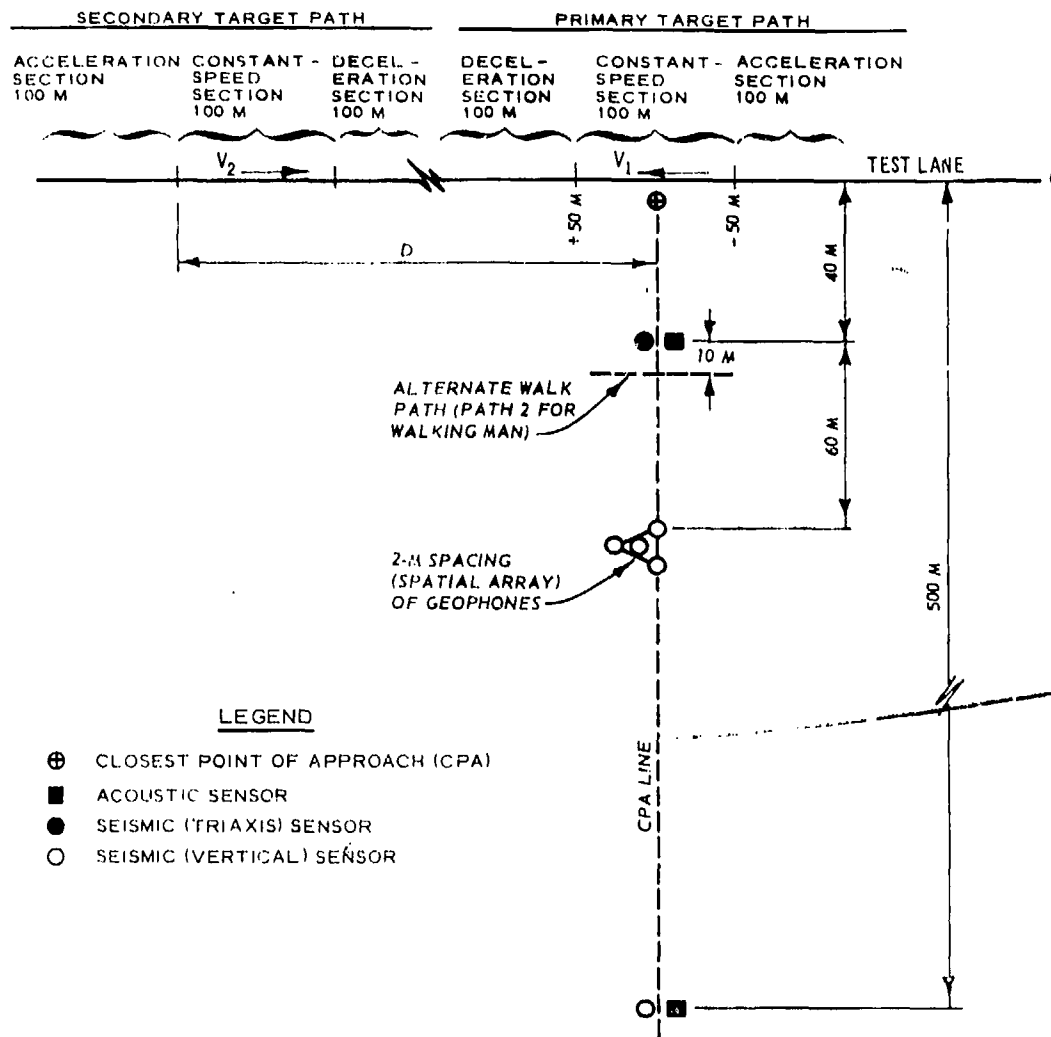 SECONDARY TARGET PATH
PRIMARY TARGET PATH
ACCELERATION
SECTION
100 M
CONSTANT-
SPEED
SECTION
100 M
DECEL-
ERATION
SECTION
100 M
DECEL-
ERATION
SECTION
100 M
CONSTANT-
SPEED
SECTION
100 M
ACCELERATION
SECTION
100 M
V2
V1
TEST LANE
+50 M
-50 M
D
40 M
10 M
ALTERNATE WALK
PATH (PATH 2 FOR
WALKING MAN)
60 M
2-M SPACING
(SPATIAL ARRAY)
OF GEOPHONES
500 M
CPA LINE
LEGEND
CLOSEST POINT OF APPROACH (CPA)
ACOUSTIC SENSOR
SEISMIC (TRIAXIS) SENSOR
SEISMIC (VERTICAL) SENSOR